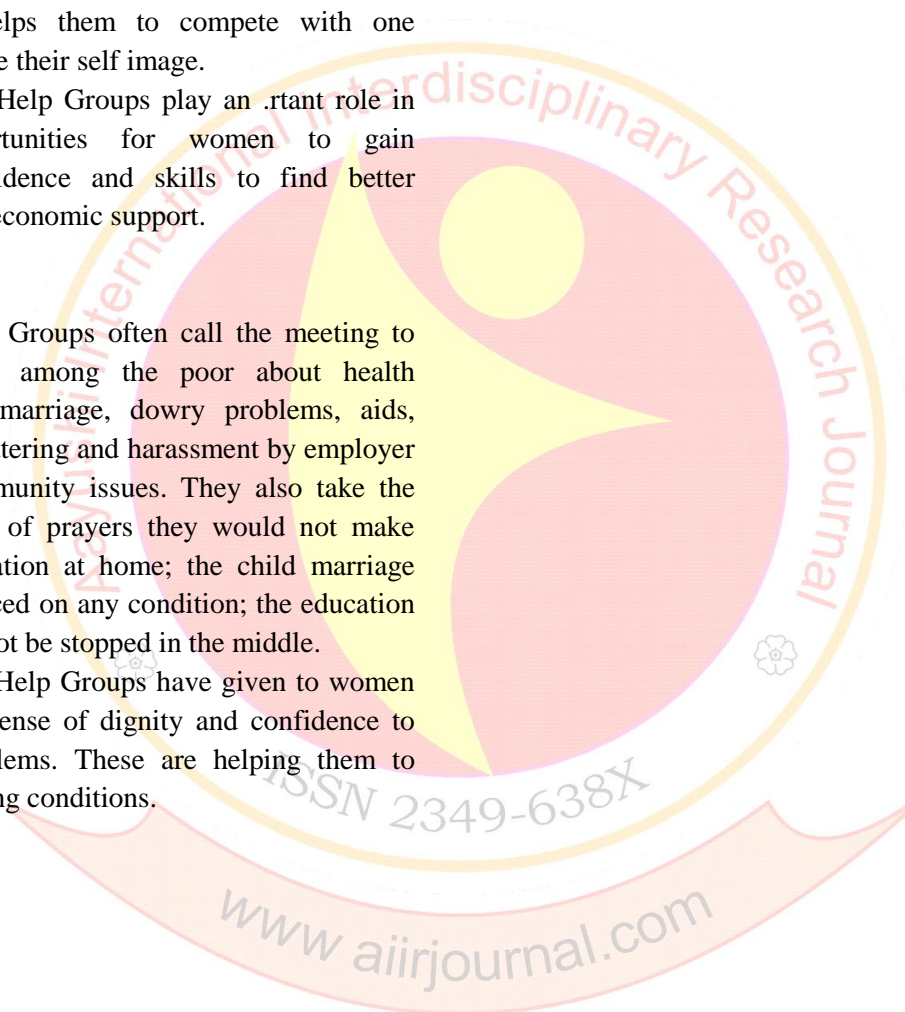 elps them to compete with one
e their self image.
Help Groups play an .rtant role in
rtunities for women to gain
idence and skills to find better
economic support.
Groups often call the meeting to
among the poor about health
marriage, dowry problems, aids,
tering and harassment by employer
munity issues. They also take the
of prayers they would not make
ation at home; the child marriage
ced on any condition; the education
ot be stopped in the middle.
Help Groups have given to women
ense of dignity and confidence to
lems. These are helping them to
ng conditions.
Aayushi International Interdisciplinary Research Journal
ISSN 2349-638X
www aiirjournal.com